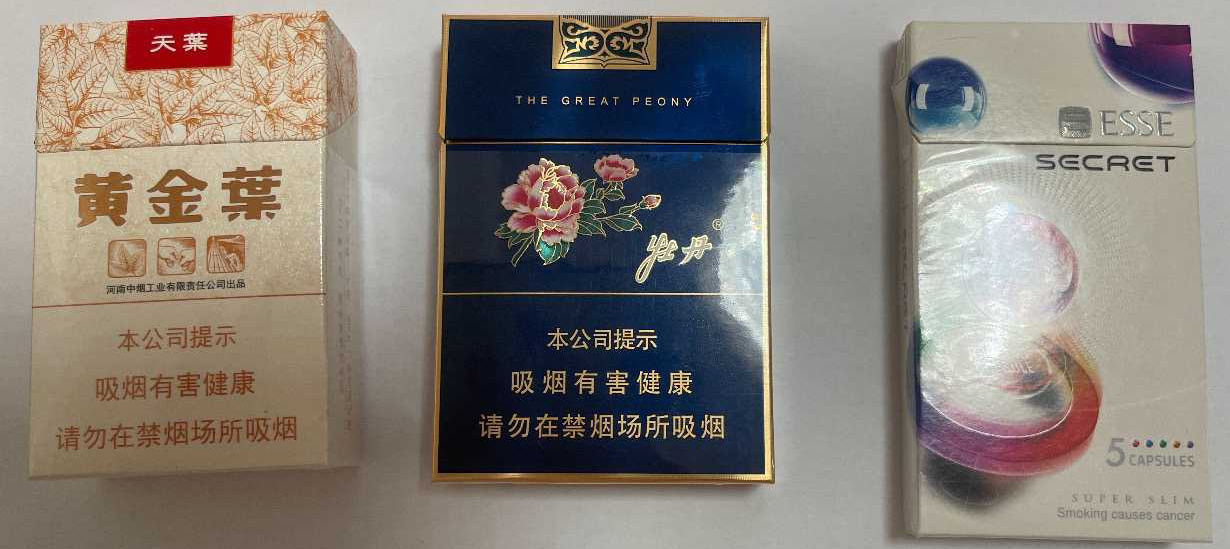 天葉
黃金葉
河南中烟工业有限责任公司出品
本公司提示
吸烟有害健康
请勿在禁烟场所吸烟
THE GREAT PEONY
牡丹®
本公司提示
吸烟有害健康
请勿在禁烟场所吸烟
ESSE
SECRET
5 CAPSULES
SUPER SLIM
Smoking causes cancer